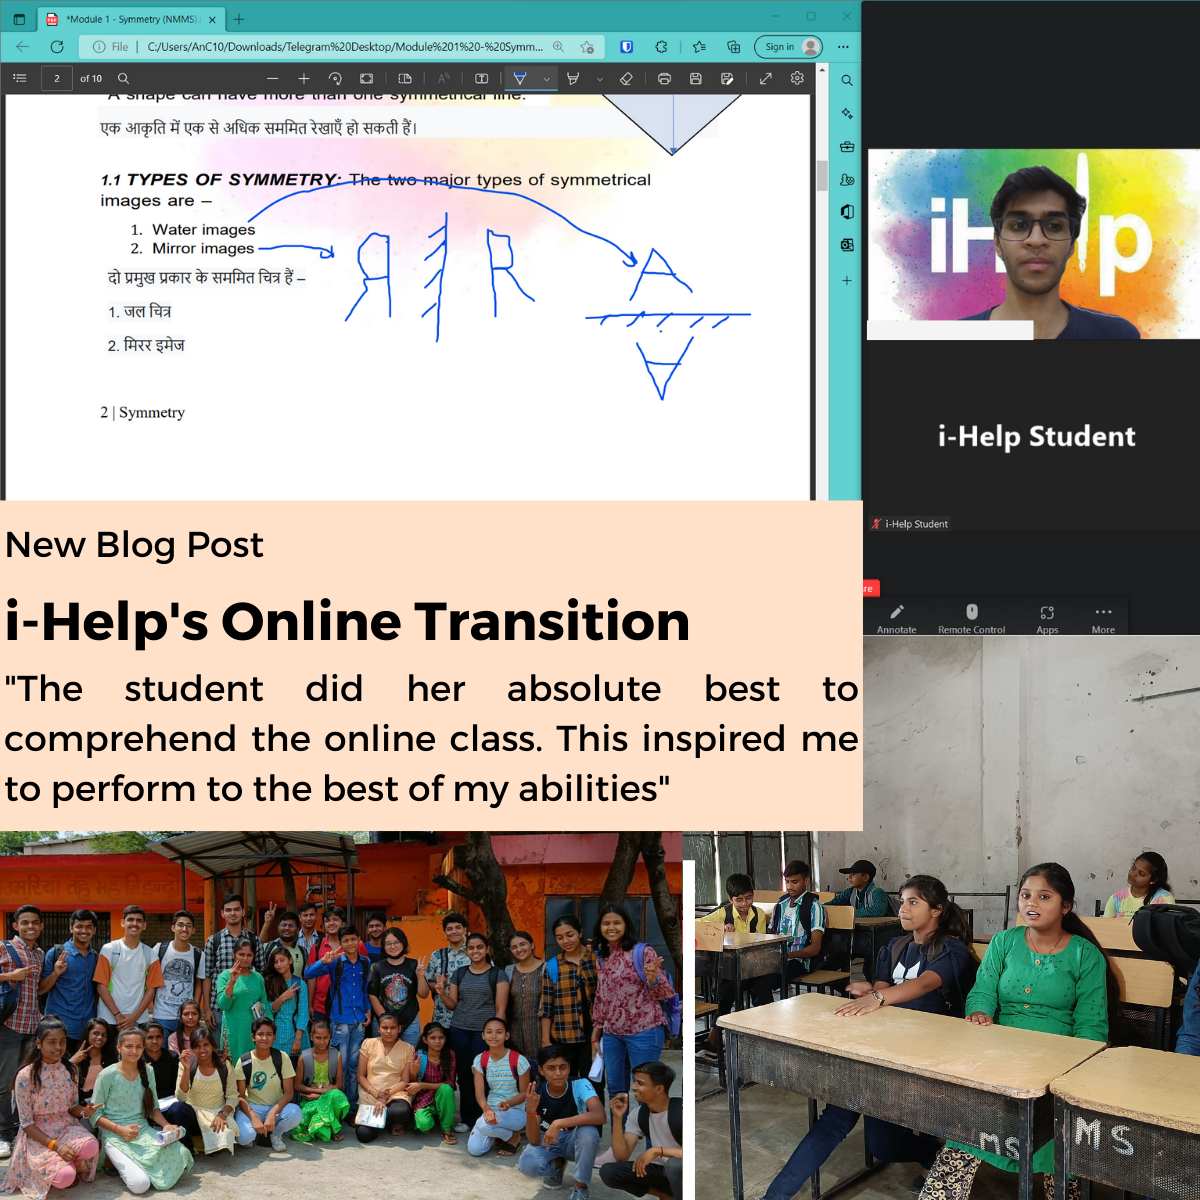 *Module 1 - Symmetry (NMMS)
File | C:/Users/AnC10/Downloads/Telegram%20Desktop/Module%201%20-%20Symm...
Sign in
2 of 10
A shape can have more than one symmetrical line.
एक आकृति में एक से अधिक सममित रेखाएँ हो सकती हैं।
1.1 TYPES OF SYMMETRY: The two major types of symmetrical
images are –
1. Water images
2. Mirror images
R
A
दो प्रमुख प्रकार के सममित चित्र हैं –
1. जल चित्र
2. मिरर इमेज
2 | Symmetry
iHelp
i-Help Student
i-Help Student
re
Annotate Remote Control Apps More
New Blog Post
i-Help's Online Transition
"The student did her absolute best to
comprehend the online class. This inspired me
to perform to the best of my abilities"
MS
MS